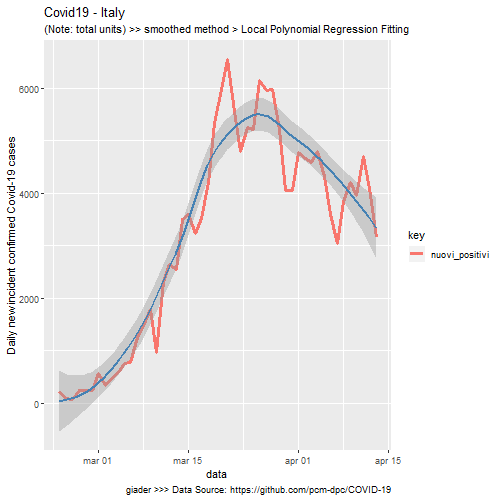 Covid19 - Italy
(Note: total units) >> smoothed method > Local Polynomial Regression Fitting
Daily newincident confirmed Covid-19 cases
6000
4000
2000
0
mar 01
mar 15
apr 01
apr 15
data
key
nuovi_positivi
giader >>> Data Source: https://github.com/pcm-dpc/COVID-19